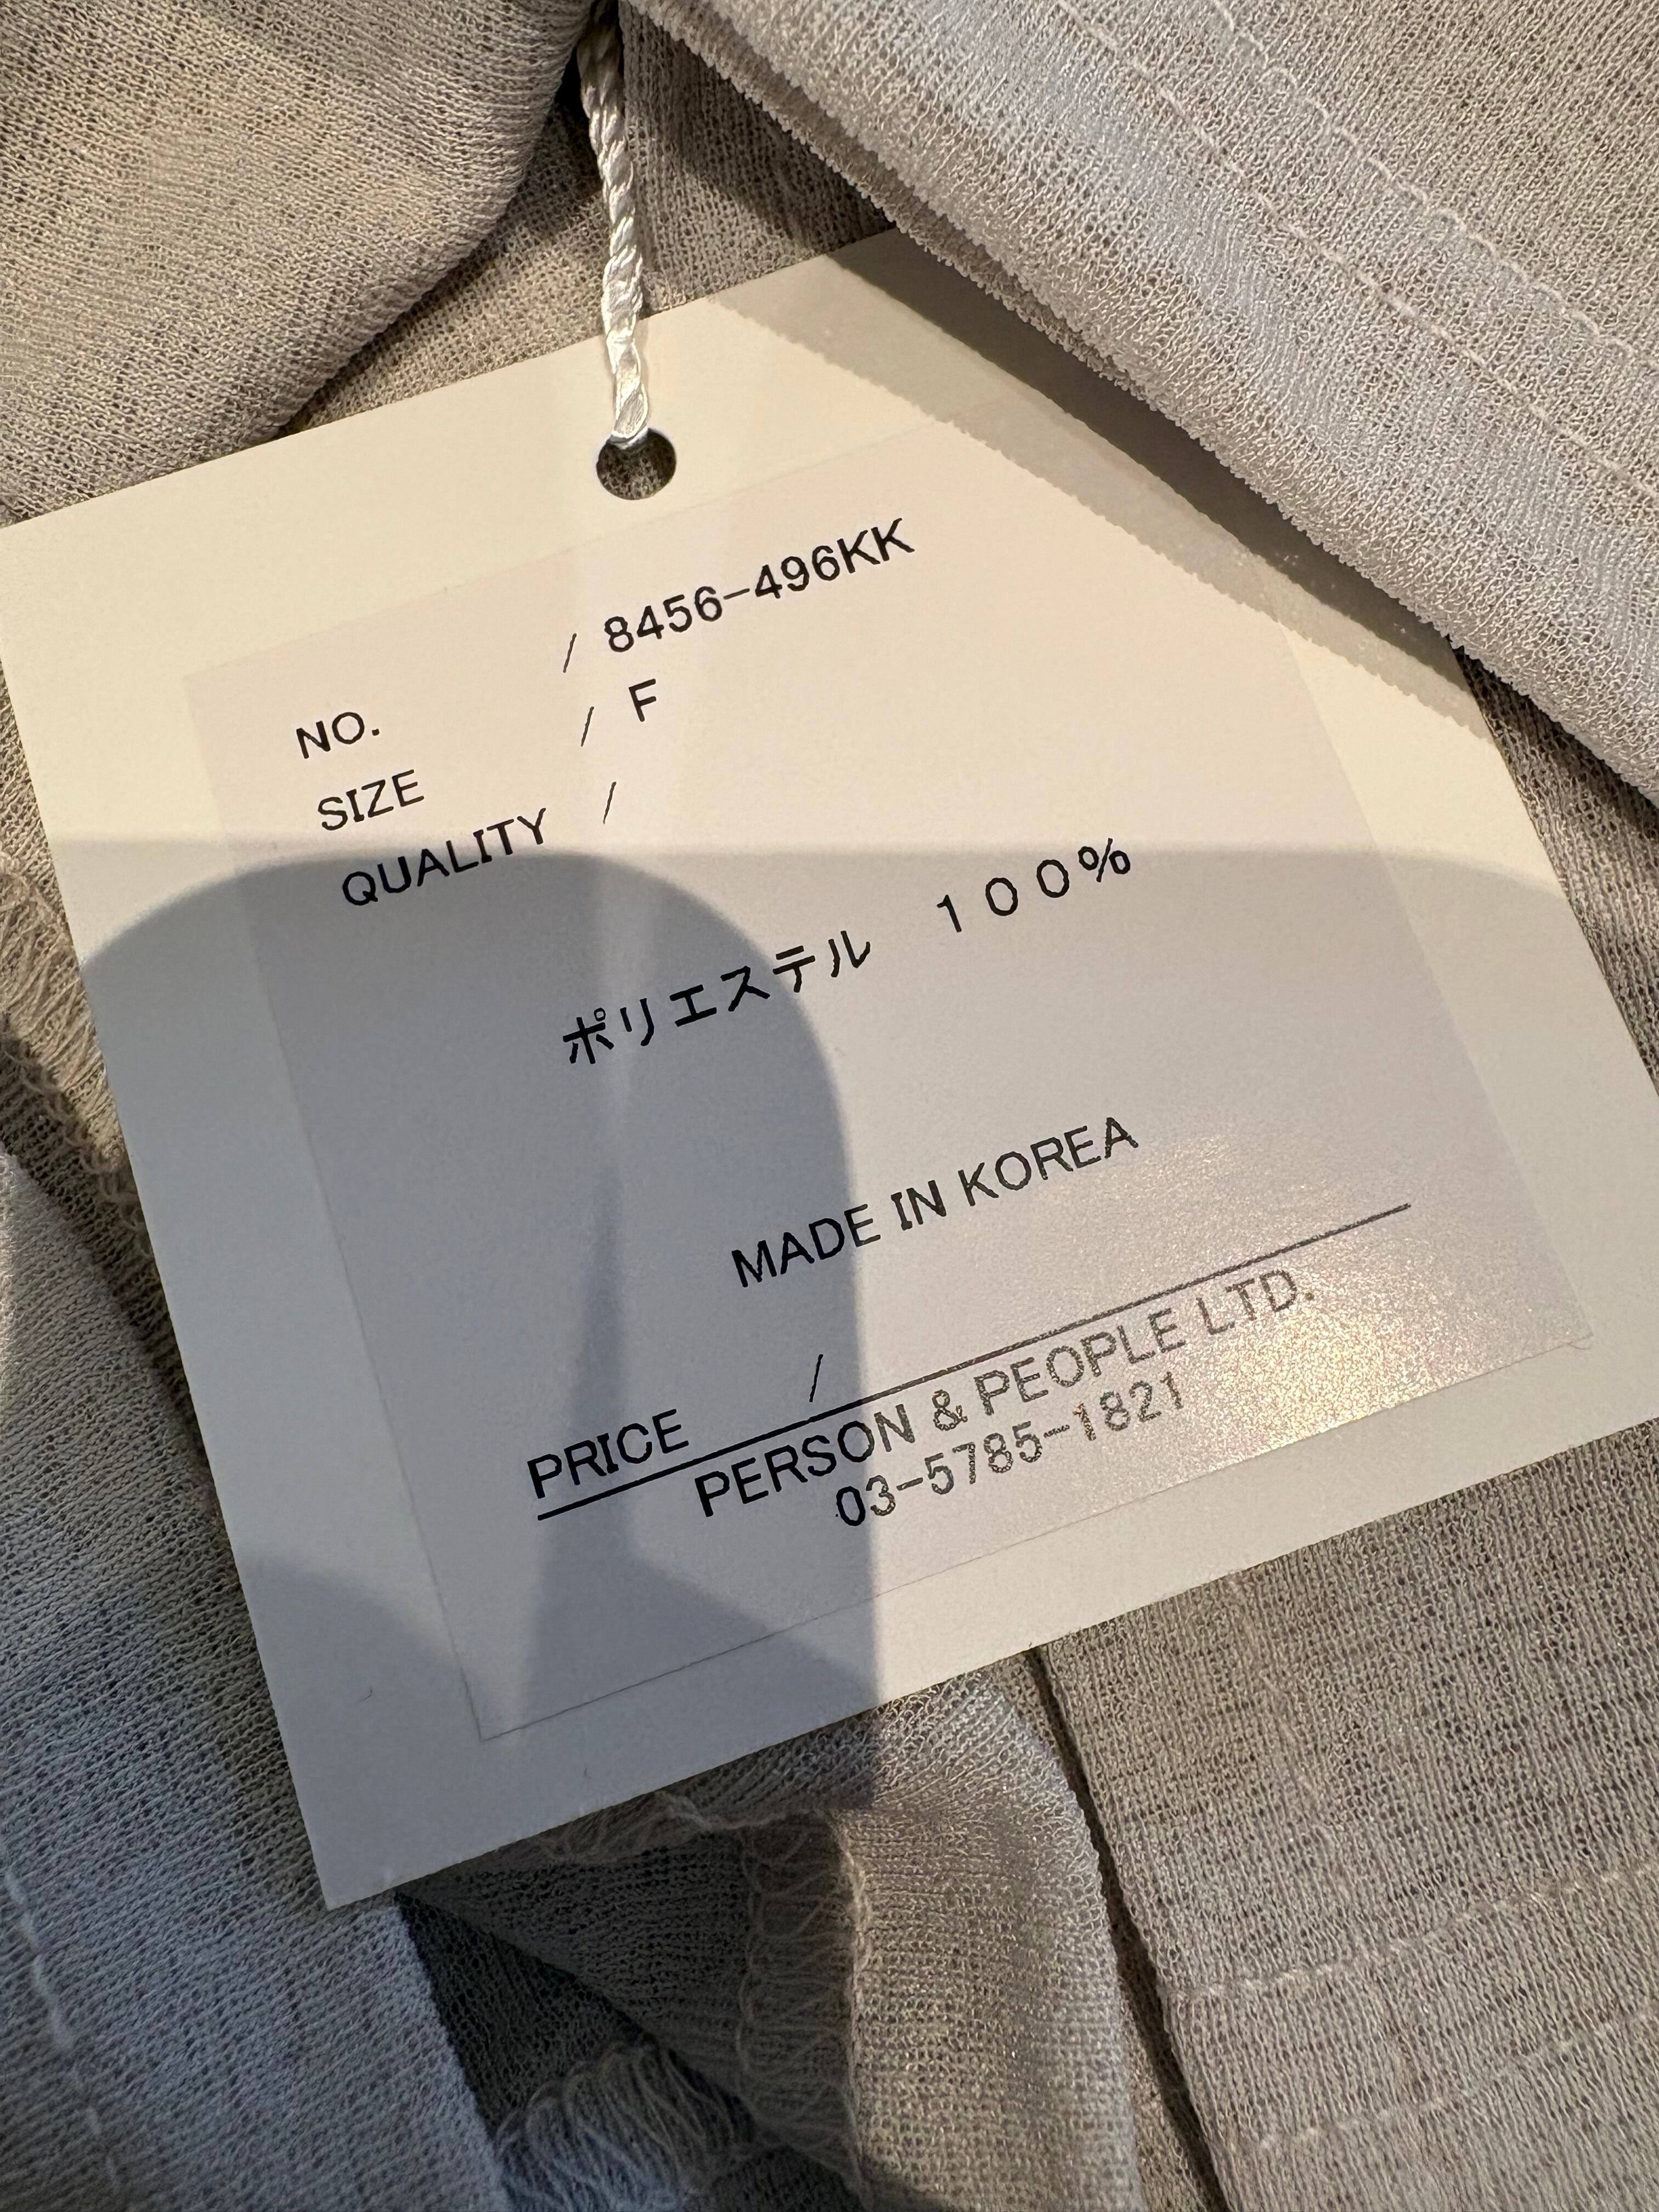 NO. / 8456-496KK
SIZE / F
QUALITY /
ポリエステル 100%
MADE IN KOREA
PRICE /
PERSON & PEOPLE LTD.
03-5785-1821